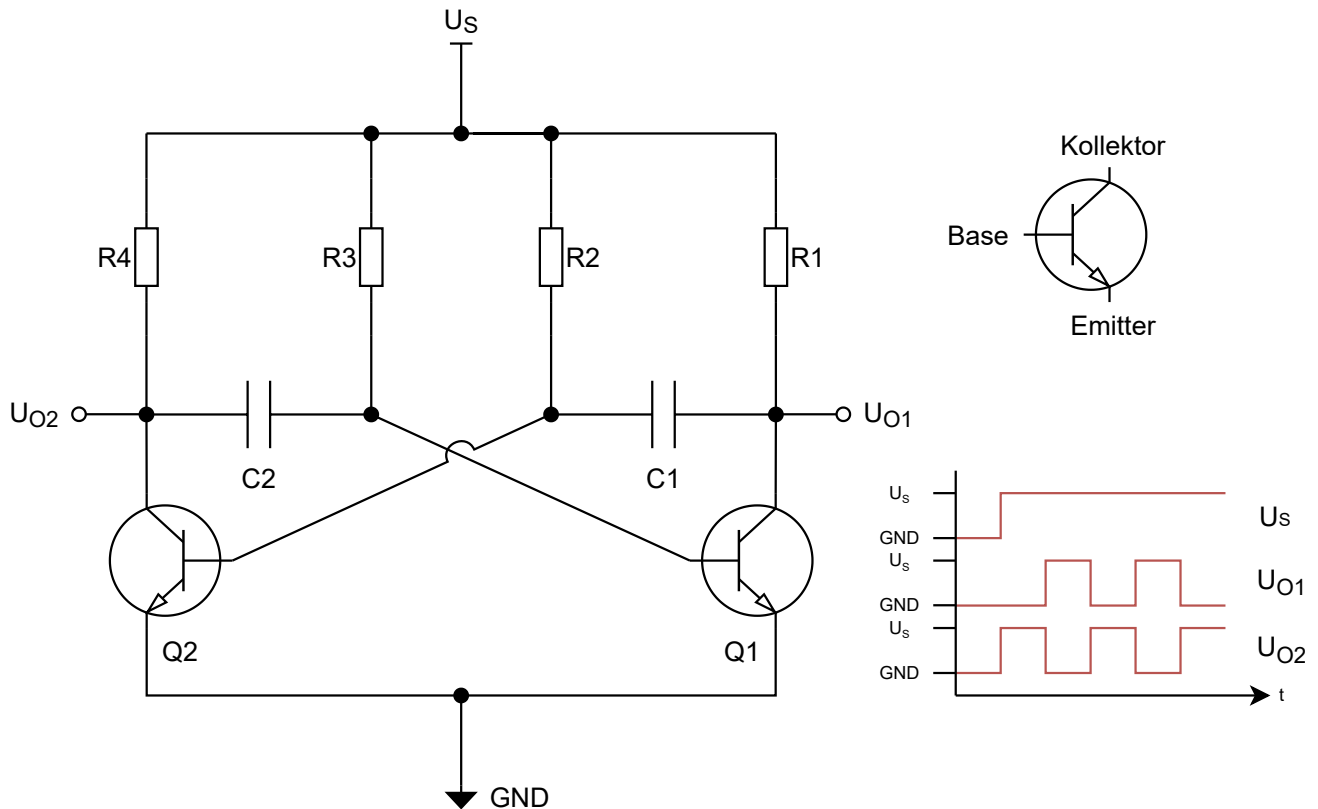 US
R4
R3
R2
R1
UO2
UO1
C2
C1
Q2
Q1
GND
Kollektor
Base
Emitter
US
GND
US
US
GND
UO1
US
GND
UO2
t